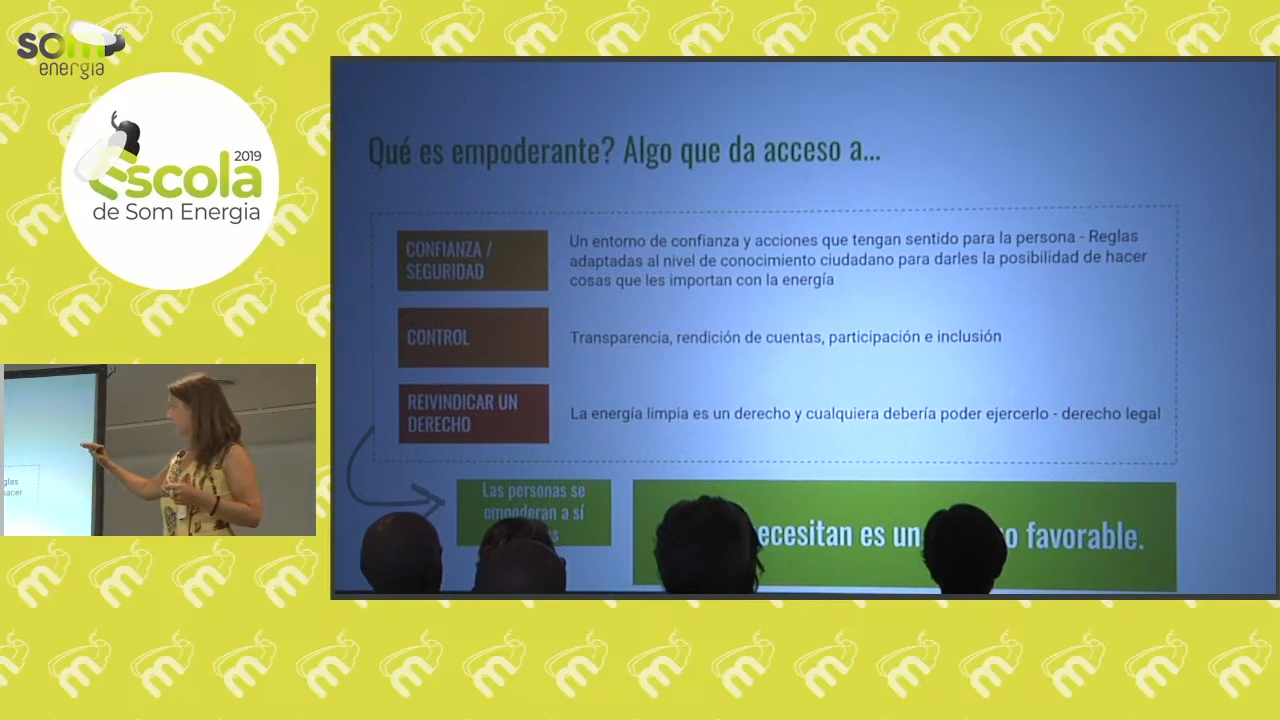 som
energia
2019
Escola
de Som Energia
Qué es empoderante? Algo que da acceso a...
CONFIANZA /
SEGURIDAD
Un entorno de confianza y acciones que tengan sentido para la persona - Reglas
adaptadas al nivel de conocimiento ciudadano para darles la posibilidad de hacer
cosas que les importan con la energía
CONTROL
Transparencia, rendición de cuentas, participación e inclusión
REIVINDICAR UN
DERECHO
La energía limpia es un derecho y cualquiera debería poder ejercerlo - derecho legal
Las personas se
empoderan a sí
es un
favorable.